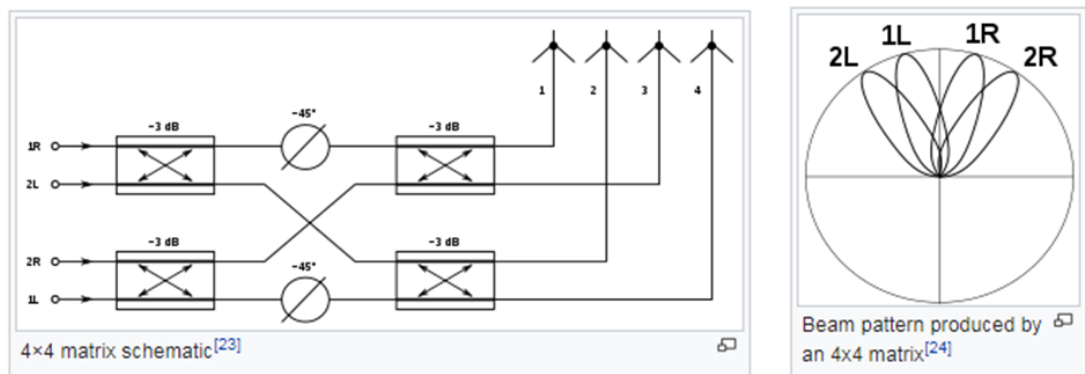 -3 dB
-45°
-3 dB
1R
2L
1 2 3 4
-3 dB
-45°
-3 dB
2R
1L
4×4 matrix schematic[23]
2L 1L 1R 2R
Beam pattern produced by
an 4x4 matrix[24]